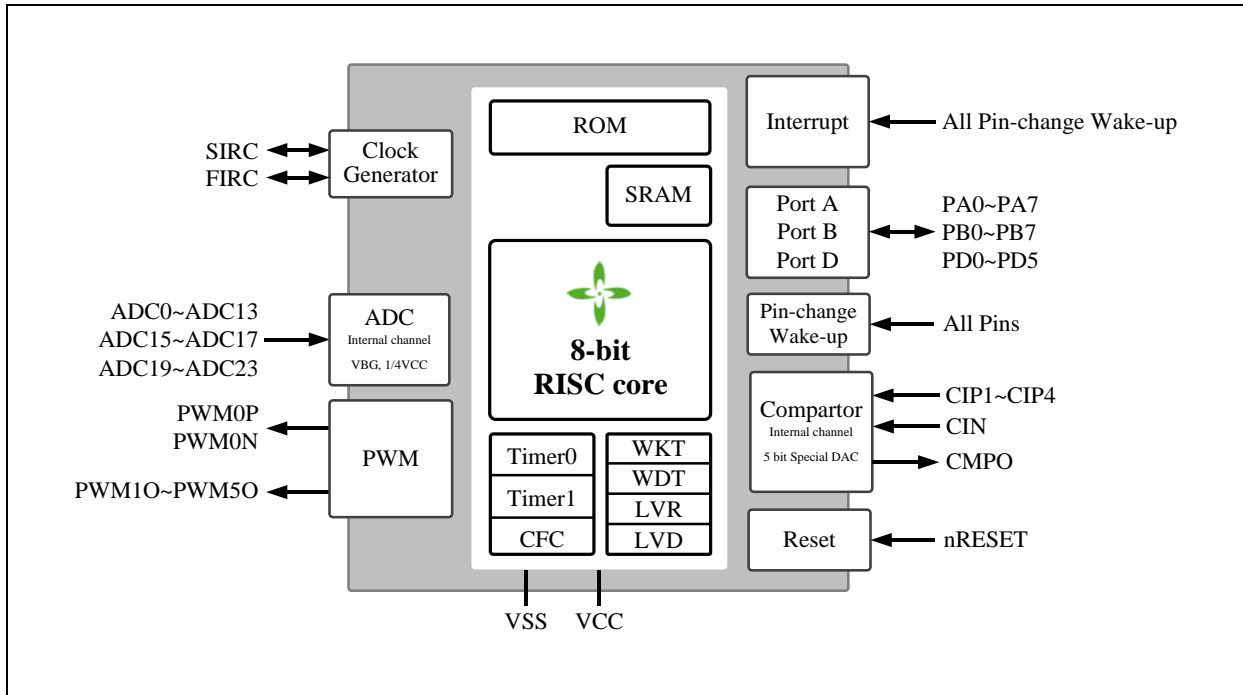 SIRC
FIRC
Clock
Generator
ADC0~ADC13
ADC15~ADC17
ADC19~ADC23
ADC
Internal channel
VBG, 1/4VCC
PWM0P
PWM0N
PWM1O~PWM5O
PWM
ROM
SRAM
8-bit
RISC core
Timer0
Timer1
CFC
WKT
WDT
LVR
LVD
VSS
VCC
Interrupt
All Pin-change Wake-up
Port A
Port B
Port D
PA0~PA7
PB0~PB7
PD0~PD5
Pin-change
Wake-up
All Pins
Compartor
Internal channel
5 bit Special DAC
CIP1~CIP4
CIN
CMPO
Reset
nRESET